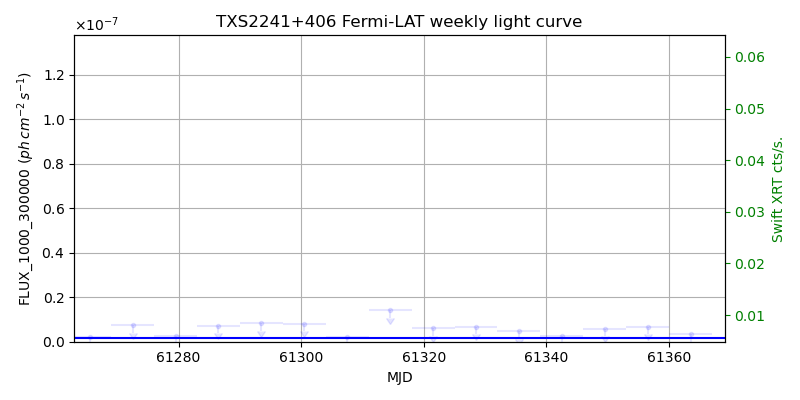 TXS2241+406 Fermi-LAT weekly light curve
×10⁻⁷
FLUX_1000_300000 (ph cm⁻² s⁻¹)
1.2
1.0
0.8
0.6
0.4
0.2
0.0
61280 61300 61320 61340 61360
MJD
0.06
0.05
0.04
0.03
0.02
0.01
Swift XRT cts/s.